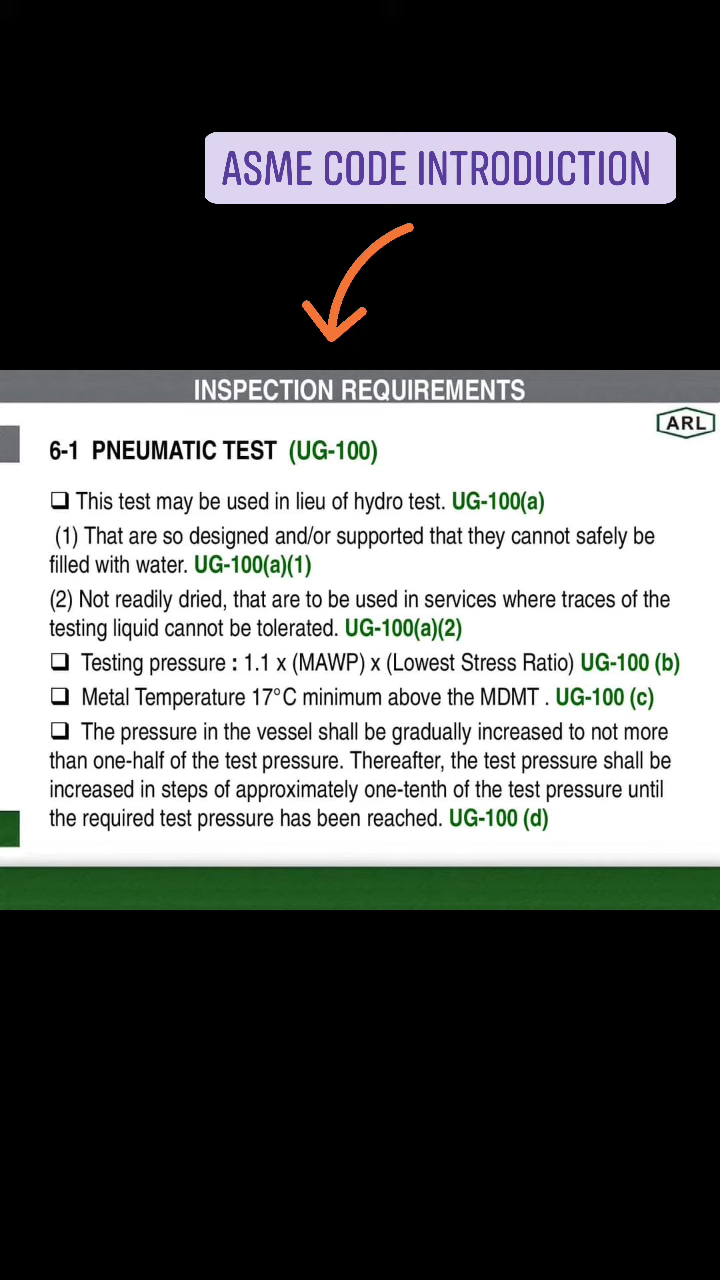 ASME CODE INTRODUCTION
INSPECTION REQUIREMENTS
ARL
6-1 PNEUMATIC TEST (UG-100)
❑ This test may be used in lieu of hydro test. UG-100(a)
(1) That are so designed and/or supported that they cannot safely be
filled with water. UG-100(a)(1)
(2) Not readily dried, that are to be used in services where traces of the
testing liquid cannot be tolerated. UG-100(a)(2)
❑ Testing pressure : 1.1 x (MAWP) x (Lowest Stress Ratio) UG-100 (b)
❑ Metal Temperature 17°C minimum above the MDMT . UG-100 (c)
❑ The pressure in the vessel shall be gradually increased to not more
than one-half of the test pressure. Thereafter, the test pressure shall be
increased in steps of approximately one-tenth of the test pressure until
the required test pressure has been reached. UG-100 (d)